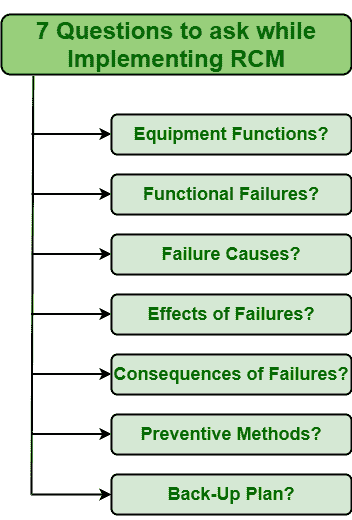 7 Questions to ask while
Implementing RCM
Equipment Functions?
Functional Failures?
Failure Causes?
Effects of Failures?
Consequences of Failures?
Preventive Methods?
Back-Up Plan?